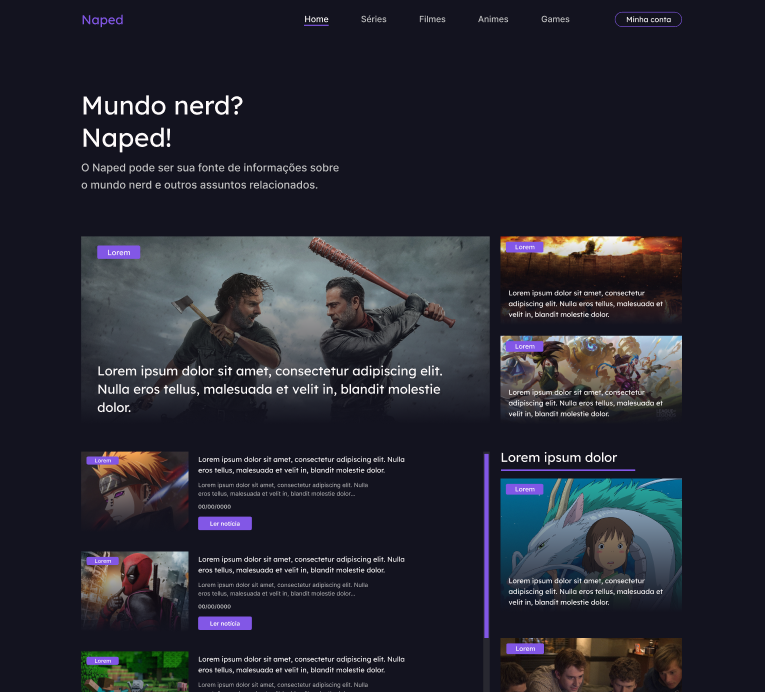 Naped
Home
Séries
Filmes
Animes
Games
Minha conta
Mundo nerd?
Naped!
O Naped pode ser sua fonte de informações sobre
o mundo nerd e outros assuntos relacionados.
Lorem
Lorem ipsum dolor sit amet, consectetur adipiscing elit.
Nulla eros tellus, malesuada et velit in, blandit molestie
dolor.
Lorem
Lorem ipsum dolor sit amet, consectetur
adipiscing elit. Nulla eros tellus, malesuada et
velit in, blandit molestie dolor.
Lorem
Lorem ipsum dolor sit amet, consectetur
adipiscing elit. Nulla eros tellus, malesuada et
velit in, blandit molestie dolor.
Lorem
Lorem ipsum dolor sit amet, consectetur adipiscing elit. Nulla
eros tellus, malesuada et velit in, blandit molestie dolor.
Lorem ipsum dolor sit amet, consectetur adipiscing elit. Nulla
eros tellus, malesuada et velit in, blandit molestie dolor...
00/00/0000
Ler notícia
Lorem
Lorem ipsum dolor sit amet, consectetur adipiscing elit. Nulla
eros tellus, malesuada et velit in, blandit molestie dolor.
Lorem ipsum dolor sit amet, consectetur adipiscing elit. Nulla
eros tellus, malesuada et velit in, blandit molestie dolor...
00/00/0000
Ler notícia
Lorem
Lorem ipsum dolor sit amet, consectetur adipiscing elit. Nulla
eros tellus, malesuada et velit in, blandit molestie dolor.
Lorem ipsum dolor sit amet, consectetur adipiscing elit. Nulla
Lorem ipsum dolor
Lorem
Lorem ipsum dolor sit amet, consectetur
adipiscing elit. Nulla eros tellus, malesuada et
velit in, blandit molestie dolor.
Lorem